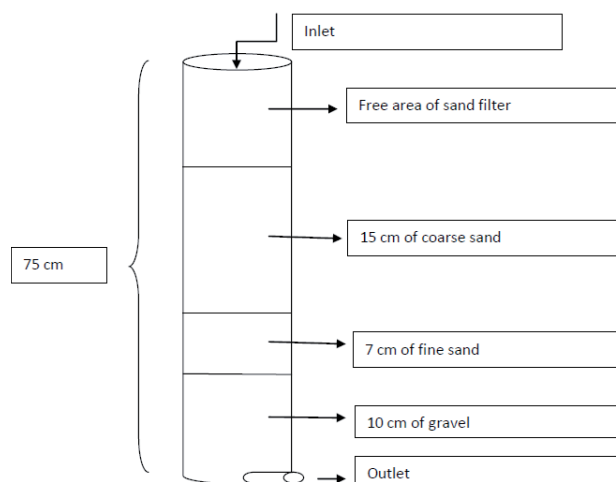 Inlet
Free area of sand filter
15 cm of coarse sand
75 cm
7 cm of fine sand
10 cm of gravel
Outlet